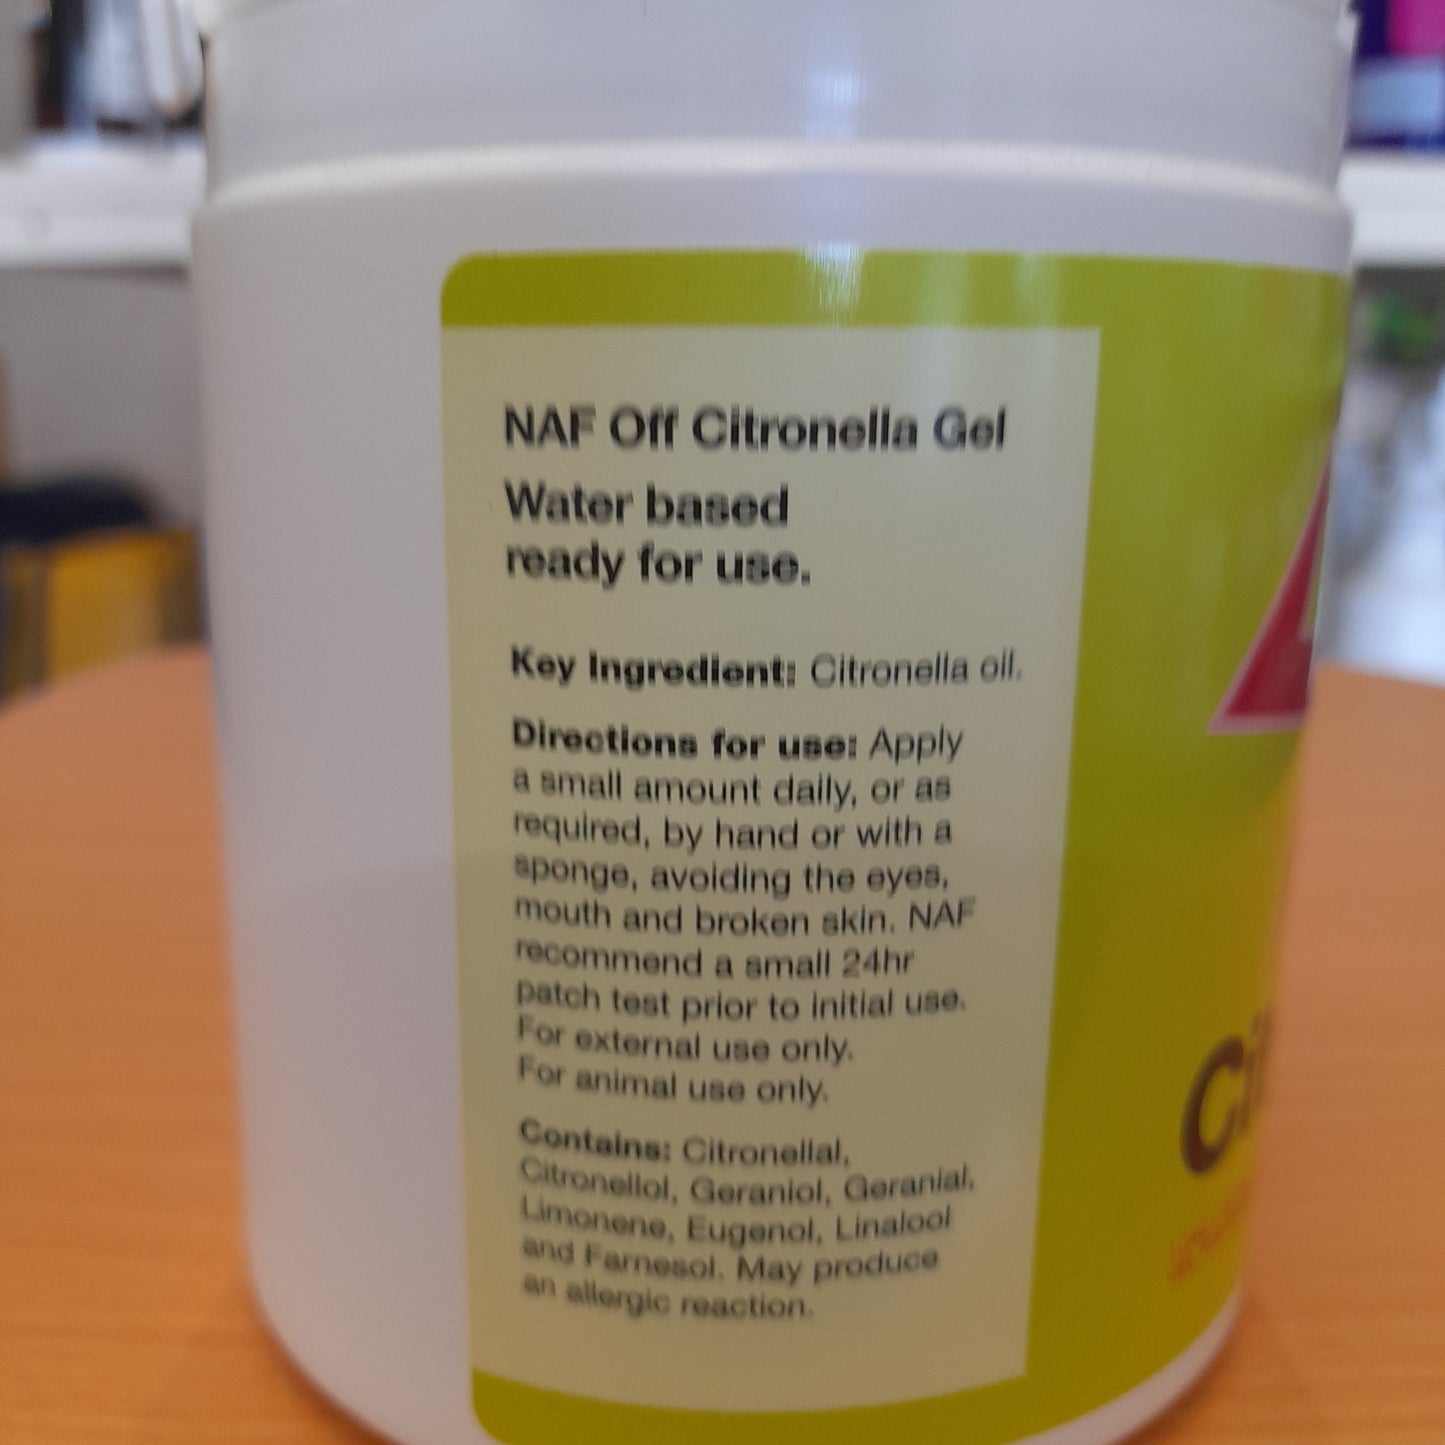 NAF Off Citronella Gel
Water based
ready for use.
Key Ingredient: Citronella oil.
Directions for use: Apply
a small amount daily, or as
required, by hand or with a
sponge, avoiding the eyes,
mouth and broken skin. NAF
recommend a small 24hr
patch test prior to initial use.
For external use only.
For animal use only.
Contains: Citronellal,
Citronellol, Geraniol, Geranial,
Limonene, Eugenol, Linalool
and Farnesol. May produce
an allergic reaction.
Cit